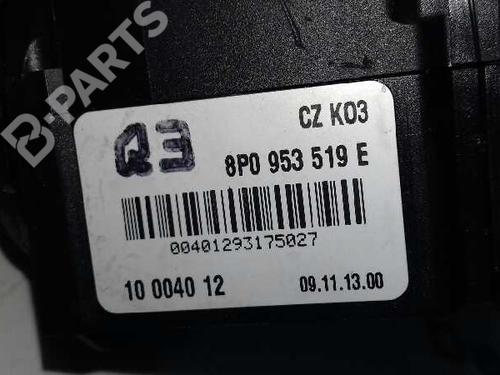 B-PARTS
Q3
CZ K03
8P0 953 519 E
00401293175027
10 0040 12
09.11.13.00